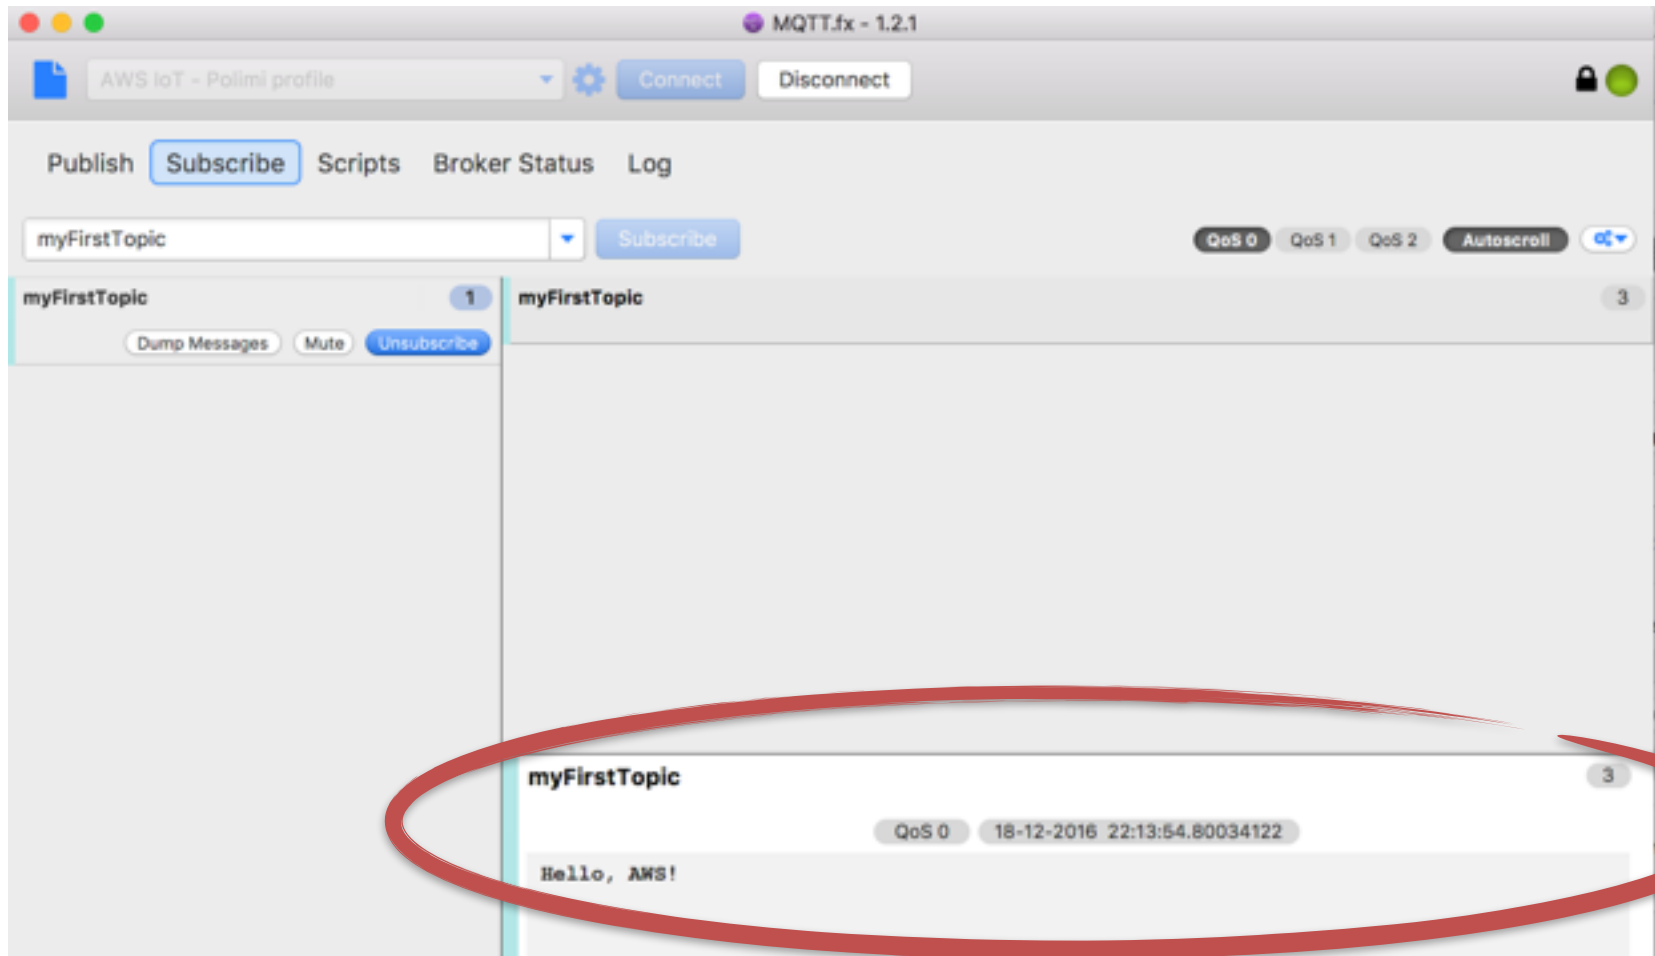 MQTT.fx - 1.2.1
AWS IoT - Polimi profile Connect Disconnect
Publish Subscribe Scripts Broker Status Log
myFirstTopic Subscribe QoS 0 QoS 1 QoS 2 Autoscroll
myFirstTopic 1
Dump Messages Mute Unsubscribe
myFirstTopic 3
myFirstTopic 3
QoS 0 18-12-2016 22:13:54.80034122
Hello, AWS!